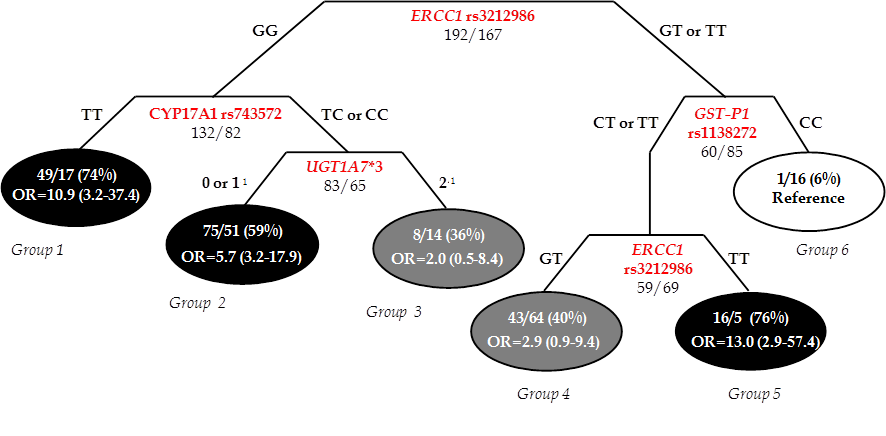 ERCC1 rs3212986
192/167
GG
GT or TT
TT
CYP17A1 rs743572
132/82
TC or CC
CT or TT
GST-P1
rs1138272
60/85
CC
49/17 (74%)
OR=10.9 (3.2-37.4)
Group 1
0 or 1 1
UGT1A7*3
83/65
2.1
1/16 (6%)
Reference
Group 6
75/51 (59%)
OR=5.7 (3.2-17.9)
Group 2
8/14 (36%)
OR=2.0 (0.5-8.4)
Group 3
GT
ERCC1
rs3212986
59/69
TT
43/64 (40%)
OR=2.9 (0.9-9.4)
Group 4
16/5 (76%)
OR=13.0 (2.9-57.4)
Group 5